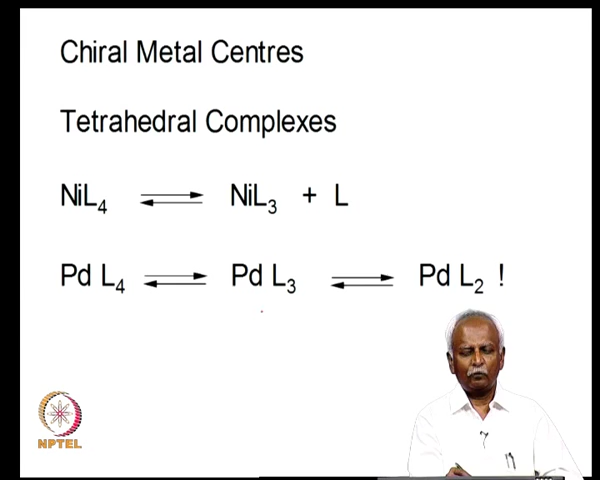 Chiral Metal Centres
Tetrahedral Complexes
NiL₄ ⇌ NiL₃ + L
Pd L₄ ⇌ Pd L₃ ⇌ Pd L₂ !
NPTEL